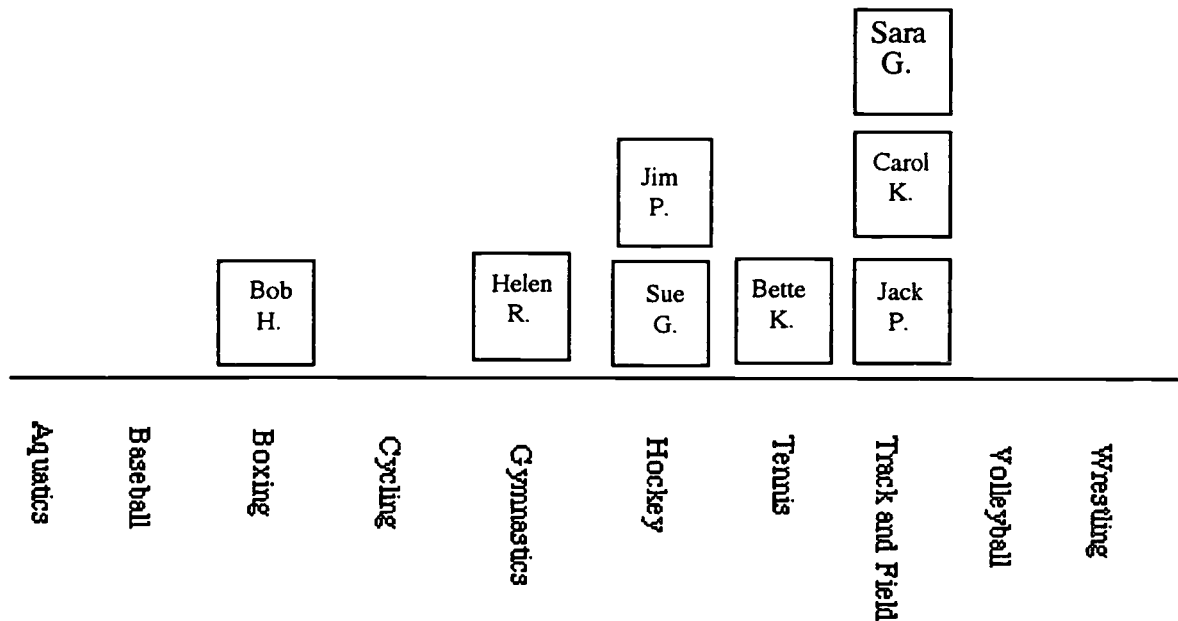 Sara
G.
Jim
P.
Carol
K.
Bob
H.
Helen
R.
Sue
G.
Bette
K.
Jack
P.
Aquatics
Baseball
Boxing
Cycling
Gymnastics
Hockey
Tennis
Track and Field
Volleyball
Wrestling